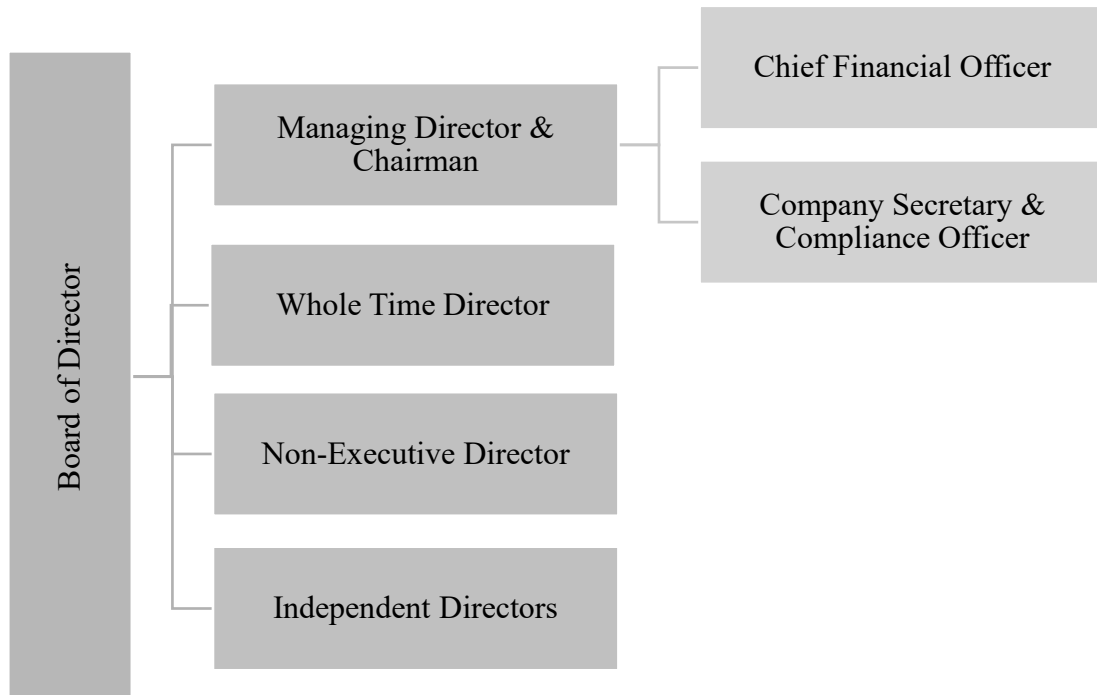 Board of Director
Managing Director &
Chairman
Whole Time Director
Non-Executive Director
Independent Directors
Chief Financial Officer
Company Secretary &
Compliance Officer